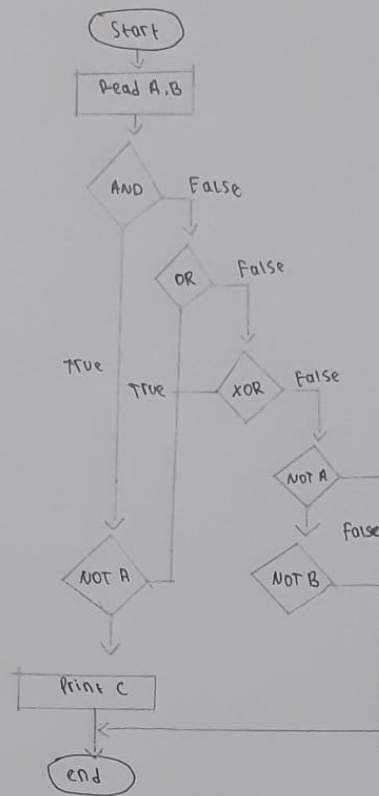 Start
Read A.B
AND
False
OR
False
True
True
XOR
False
NOT A
False
NOT A
NOT B
Print C
end